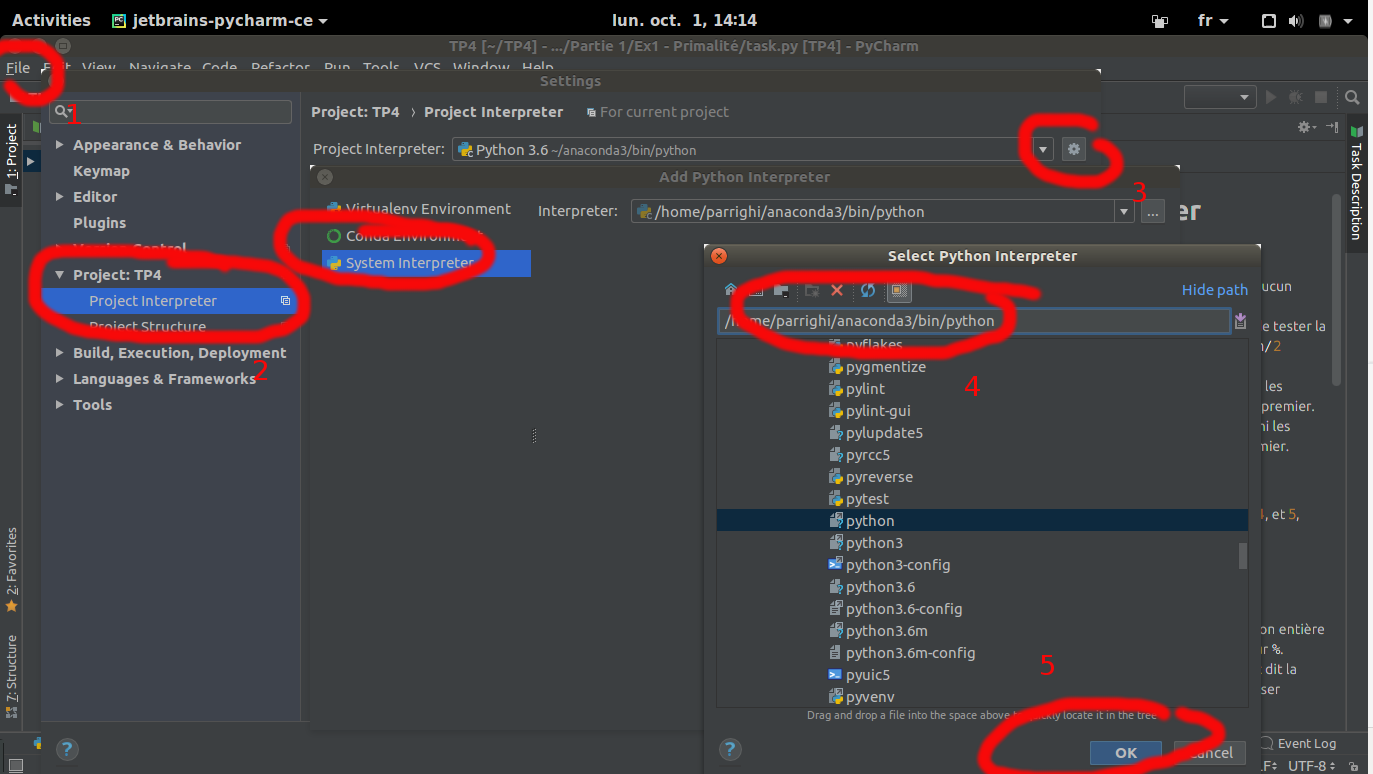 Activities jetbrains-pycharm-ce lun. oct. 1, 14:14 fr
TP4 [~/TP4] - .../Partie 1/Ex1 - Primalité/task.py [TP4] - PyCharm
File Edit View Navigate Code Refactor Run Tools VCS Window Help
Settings
1
Project: TP4 › Project Interpreter For current project
Project Interpreter: Python 3.6 ~/anaconda3/bin/python
3
Appearance & Behavior
Keymap
Editor
Plugins
Version Control
Project: TP4
Project Interpreter
Project Structure
Build, Execution, Deployment
2
Languages & Frameworks
Tools
Add Python Interpreter
Virtualenv Environment
Conda Environment
System Interpreter
Interpreter: /home/parrighi/anaconda3/bin/python ...
Select Python Interpreter
Hide path
/home/parrighi/anaconda3/bin/python
4
pyflakes
pygmentize
pylint
pylint-gui
pylupdate5
pyrcc5
pyreverse
pytest
python
python3
python3-config
python3.6
python3.6-config
python3.6m
python3.6m-config
pyuic5
pyvenv
5
Drag and drop a file into the space above to quickly locate it in the tree
? OK Cancel
?
1: Project
2: Favorites
7: Structure
Task Description
er
ucun
e tester la
n/2
les
premier.
ni les
mier.
4, et 5,
on entière
ur %.
t dit la
ser
Event Log
LF UTF-8